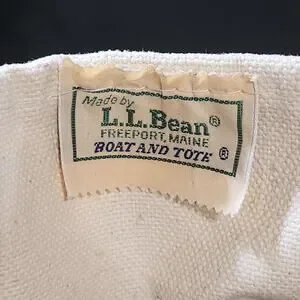 Made by
L.L.Bean®
FREEPORT, MAINE
BOAT AND TOTE ®